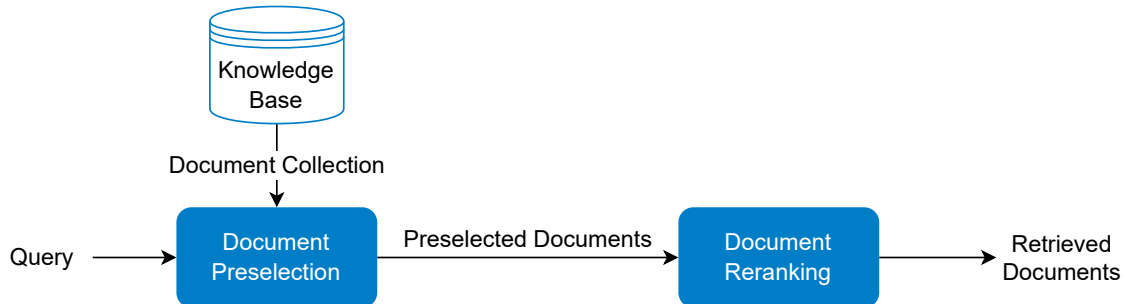 Knowledge
Base
Document Collection
Query
Document
Preselection
Preselected Documents
Document
Reranking
Retrieved
Documents